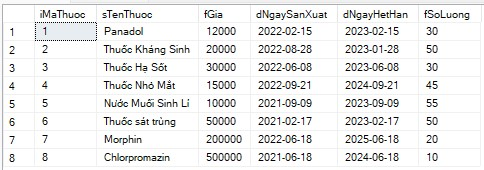 iMaThuoc sTenThuoc fGia dNgaySanXuat dNgayHetHan fSoLuong
1 1 Panadol 12000 2022-02-15 2023-02-15 30
2 2 Thuốc Kháng Sinh 20000 2022-08-28 2023-01-28 50
3 3 Thuốc Hạ Sốt 30000 2022-06-08 2023-06-08 30
4 4 Thuốc Nhỏ Mắt 15000 2022-09-21 2024-09-21 45
5 5 Nước Muối Sinh Lí 10000 2021-09-09 2023-09-09 55
6 6 Thuốc sát trùng 50000 2021-02-17 2023-02-17 50
7 7 Morphin 200000 2022-06-18 2025-06-18 20
8 8 Chlorpromazin 500000 2021-06-18 2024-06-18 10